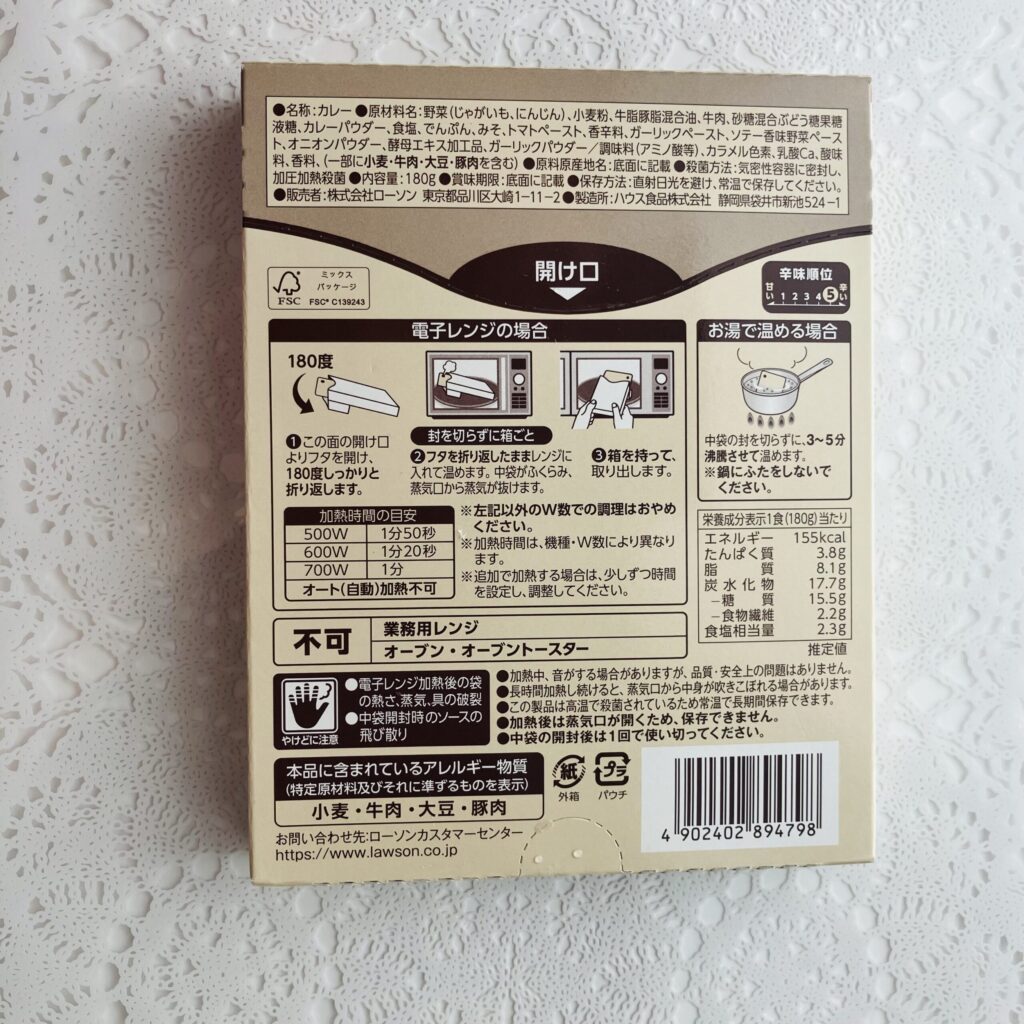 ●名称:カレー ●原材料名:野菜(じゃがいも、にんじん)、小麦粉、牛脂豚脂混合油、牛肉、砂糖混合ぶどう糖果糖
液糖、カレーパウダー、食塩、でんぷん、みそ、トマトペースト、香辛料、ガーリックペースト、ソテー香味野菜ペース
ト、オニオンパウダー、酵母エキス加工品、ガーリックパウダー/調味料(アミノ酸等)、カラメル色素、乳酸Ca、酸味
料、香料、(一部に小麦・牛肉・大豆・豚肉を含む) ●原料原産地名:底面に記載 ●殺菌方法:気密性容器に密封し、
加圧加熱殺菌 ●内容量:180g ●賞味期限:底面に記載 ●保存方法:直射日光を避け、常温で保存してください。
●販売者:株式会社ローソン 東京都品川区大崎1-11-2 ●製造所:ハウス食品株式会社 静岡県袋井市新池524-1
開け口
FSC
ミックス
パッケージ
FSC® C139243
辛味順位
甘い 1 2 3 4 5 辛い
電子レンジの場合
180度
❶この面の開け口
よりフタを開け、
180度しっかりと
折り返します。
封を切らずに箱ごと
❷フタを折り返したままレンジに
入れて温めます。中袋がふくらみ、
蒸気口から蒸気が抜けます。
❸箱を持って、
取り出します。
加熱時間の目安
500W 1分50秒
600W 1分20秒
700W 1分
オート(自動)加熱不可
※左記以外のW数での調理はおやめ
ください。
※加熱時間は、機種・W数により異なり
ます。
※追加で加熱する場合は、少しずつ時間
を設定し、調整してください。
お湯で温める場合
中袋の封を切らずに、3〜5分
沸騰させて温めます。
※鍋にふたをしないで
ください。
栄養成分表示1食(180g)当たり
エネルギー 155kcal
たんぱく質 3.8g
脂質 8.1g
炭水化物 17.7g
-糖質 15.5g
-食物繊維 2.2g
食塩相当量 2.3g
推定値
不可
業務用レンジ
オーブン・オーブントースター
やけどに注意
●電子レンジ加熱後の袋
の熱さ、蒸気、具の破裂
●中袋開封時のソースの
飛び散り
●加熱中、音がする場合がありますが、品質・安全上の問題はありません。
●長時間加熱し続けると、蒸気口から中身が吹きこぼれる場合があります。
●この製品は高温で殺菌されているため常温で長期間保存できます。
●加熱後は蒸気口が開くため、保存できません。
●中袋の開封後は1回で使い切ってください。
本品に含まれているアレルギー物質
(特定原材料及びそれに準ずるものを表示)
小麦・牛肉・大豆・豚肉
お問い合わせ先:ローソンカスタマーセンター
https://www.lawson.co.jp
紙
外箱
プラ
パウチ
4 902402 894798